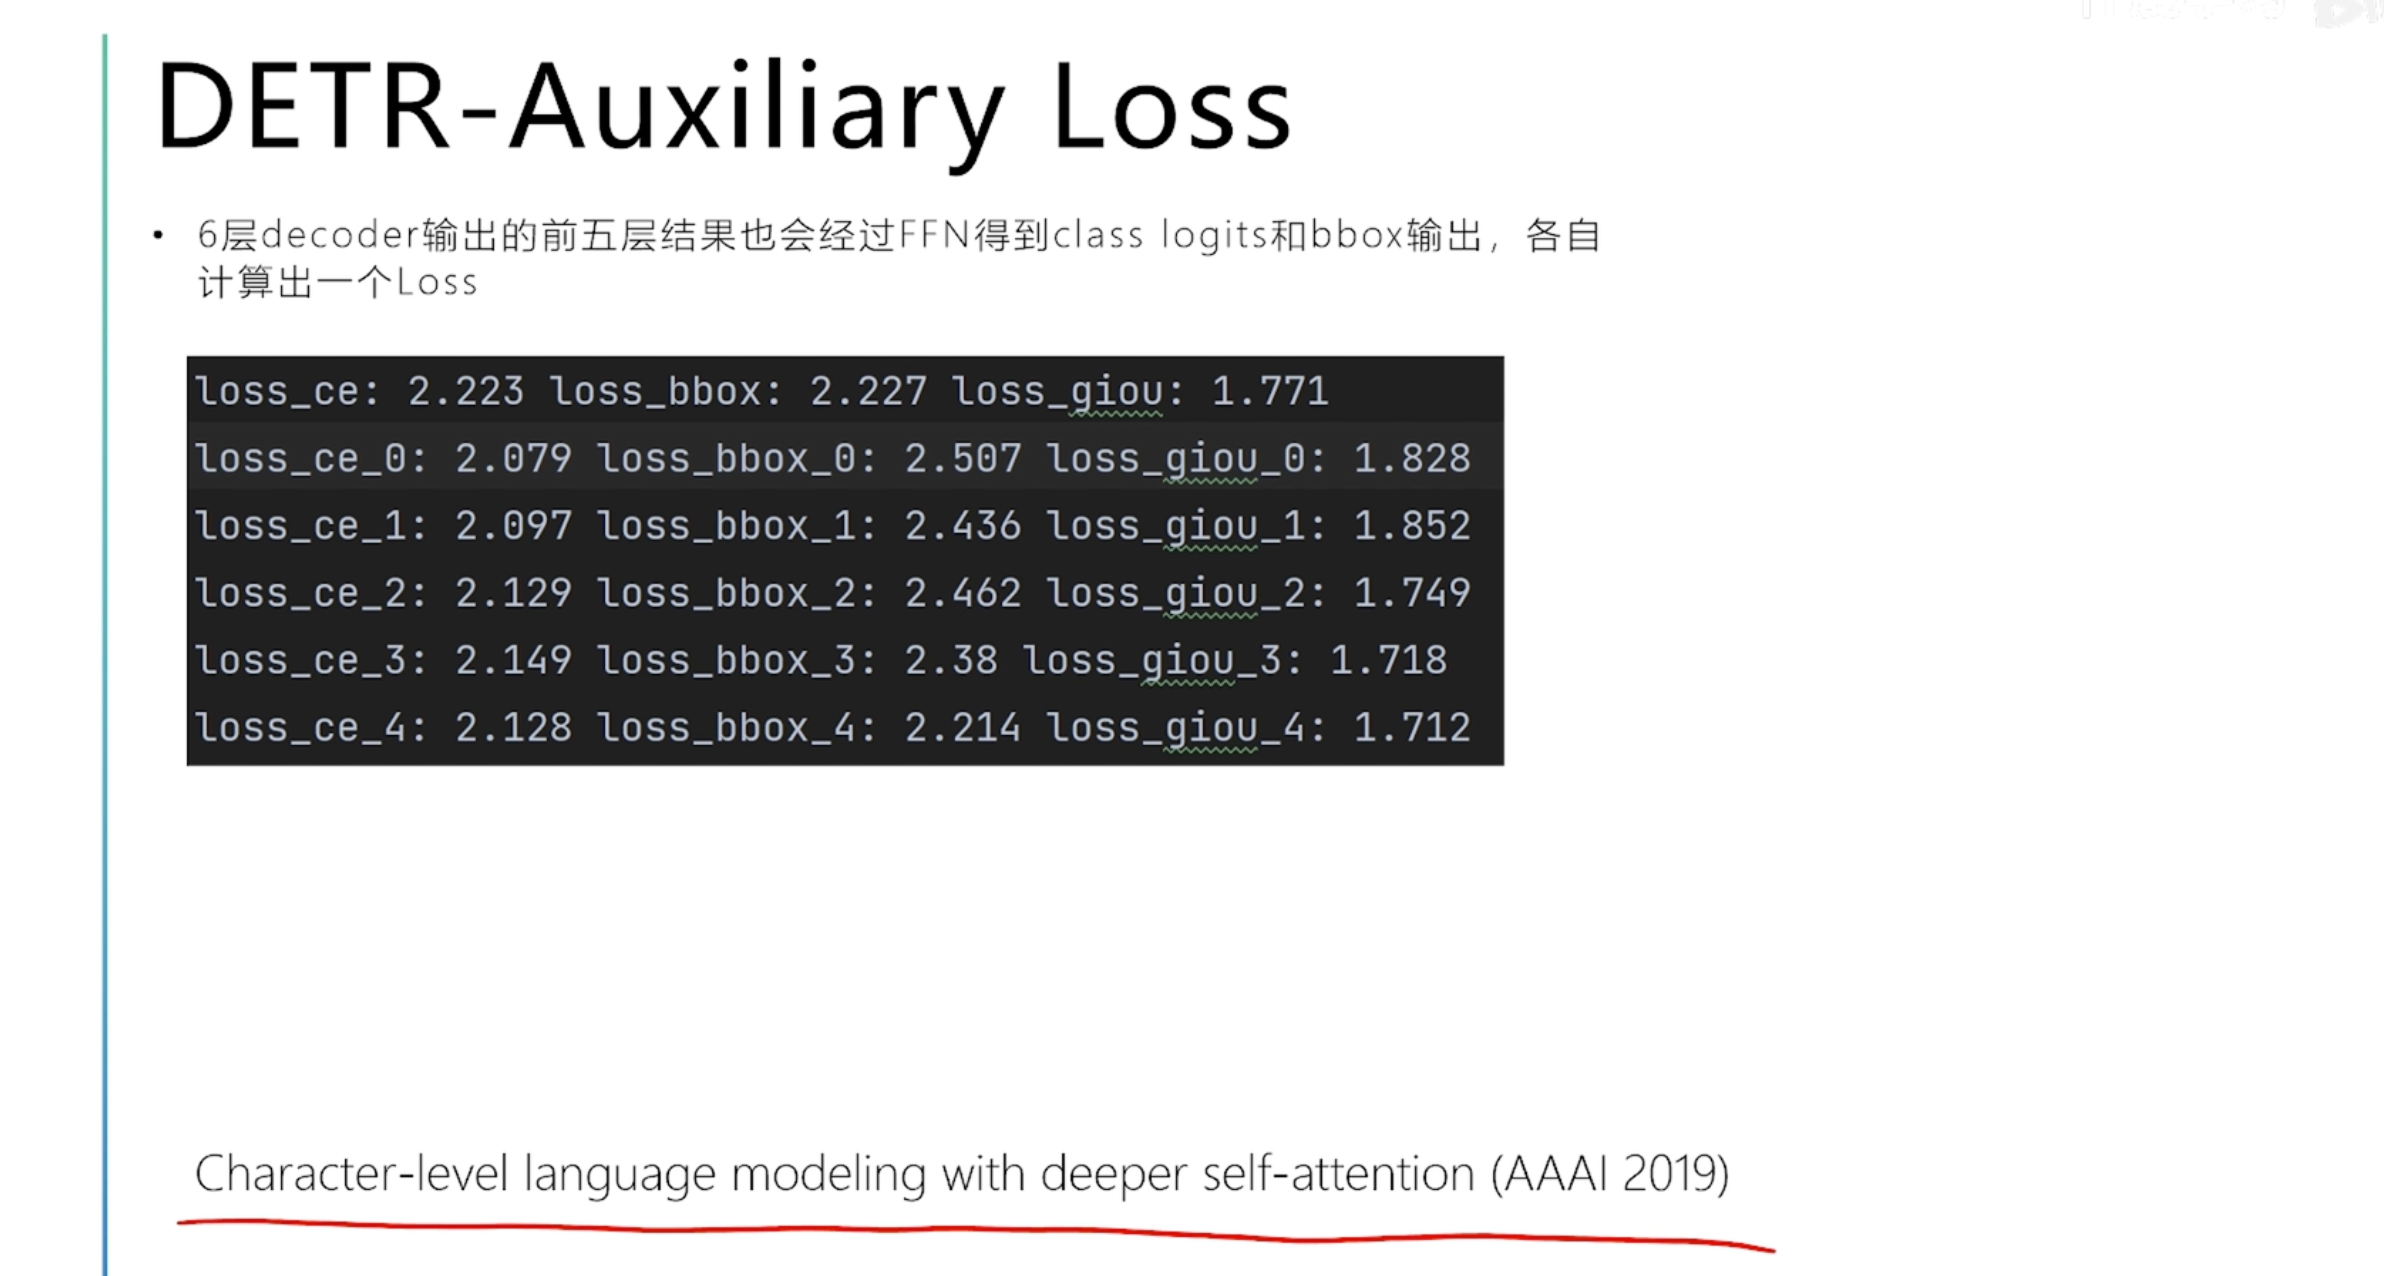 DETR-Auxiliary Loss
• 6层decoder输出的前五层结果也会经过FFN得到class logits和bbox输出，各自
计算出一个Loss
loss_ce: 2.223 loss_bbox: 2.227 loss_giou: 1.771
loss_ce_0: 2.079 loss_bbox_0: 2.507 loss_giou_0: 1.828
loss_ce_1: 2.097 loss_bbox_1: 2.436 loss_giou_1: 1.852
loss_ce_2: 2.129 loss_bbox_2: 2.462 loss_giou_2: 1.749
loss_ce_3: 2.149 loss_bbox_3: 2.38 loss_giou_3: 1.718
loss_ce_4: 2.128 loss_bbox_4: 2.214 loss_giou_4: 1.712
Character-level language modeling with deeper self-attention (AAAI 2019)